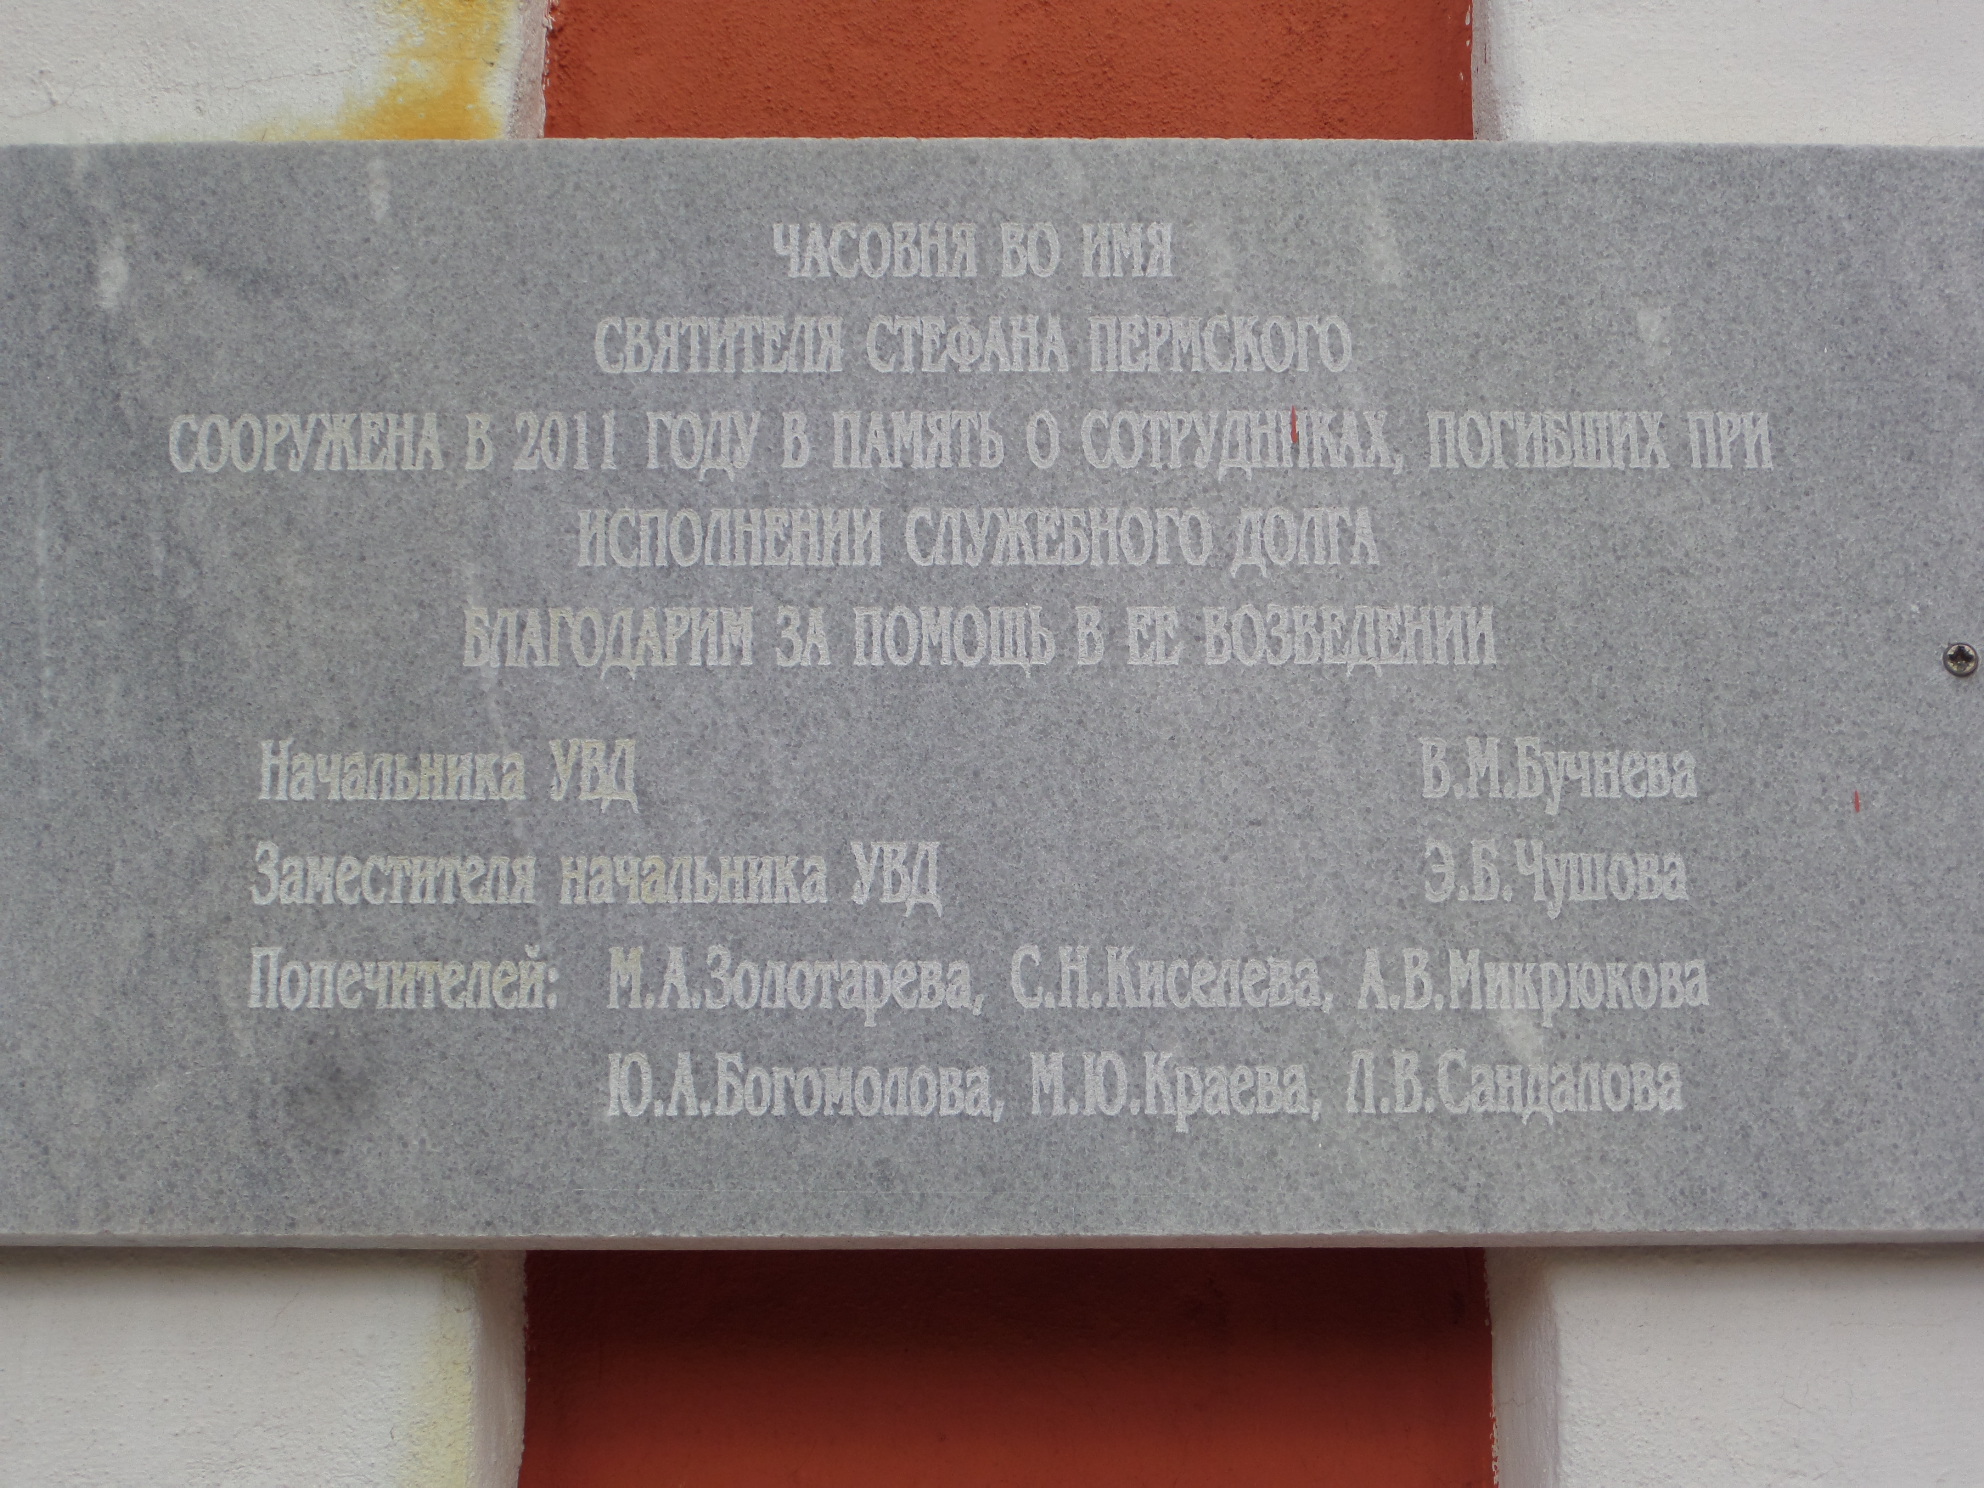 ЧАСОВНЯ ВО ИМЯ
СВЯТИТЕЛЯ СТЕФАНА ПЕРМСКОГО
СООРУЖЕНА В 2011 ГОДУ В ПАМЯТЬ О СОТРУДНИКАХ, ПОГИБШИХ ПРИ
ИСПОЛНЕНИИ СЛУЖЕБНОГО ДОЛГА
БЛАГОДАРИМ ЗА ПОМОЩЬ В ЕЕ ВОЗВЕДЕНИИ
Начальника УВД В.М.Бучнева
Заместителя начальника УВД Э.Б.Чушова
Попечителей: М.А.Золотарева, С.Н.Киселева, А.В.Микрюкова
Ю.А.Богомолова, М.Ю.Краева, Л.В.Сандалова